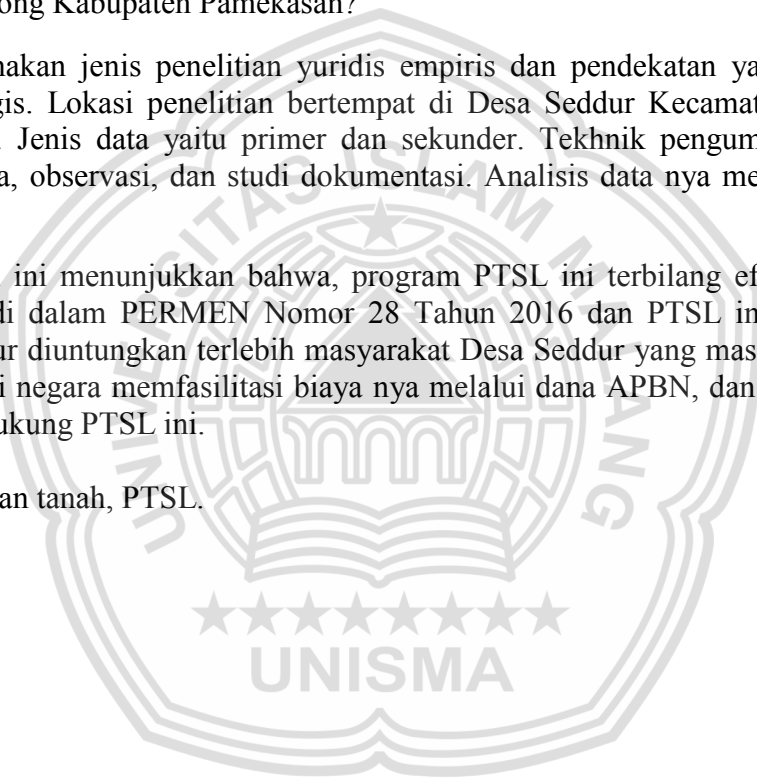 ong Kabupaten Pamekasan?
nakan jenis penelitian yuridis empiris dan pendekatan ya
gis. Lokasi penelitian bertempat di Desa Seddur Kecamat
. Jenis data yaitu primer dan sekunder. Tekhnik pengum
a, observasi, dan studi dokumentasi. Analisis data nya me
ini menunjukkan bahwa, program PTSL ini terbilang ef
di dalam PERMEN Nomor 28 Tahun 2016 dan PTSL in
ur diuntungkan terlebih masyarakat Desa Seddur yang mas
i negara memfasilitasi biaya nya melalui dana APBN, dan
ukung PTSL ini.
an tanah, PTSL.
UNIVERSITAS ISLAM MALANG
UNISMA